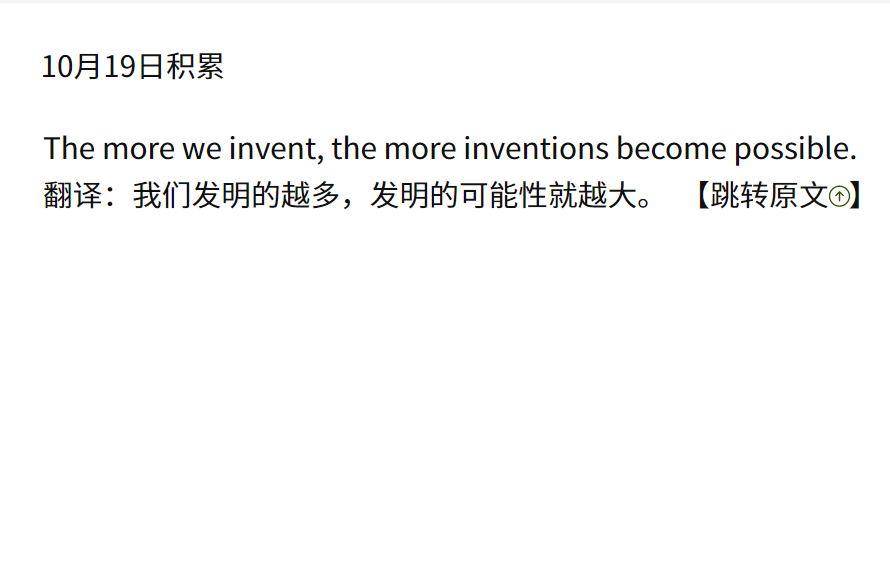 10月19日积累
The more we invent, the more inventions become possible.
翻译：我们发明的越多，发明的可能性就越大。 【跳转原文↑】